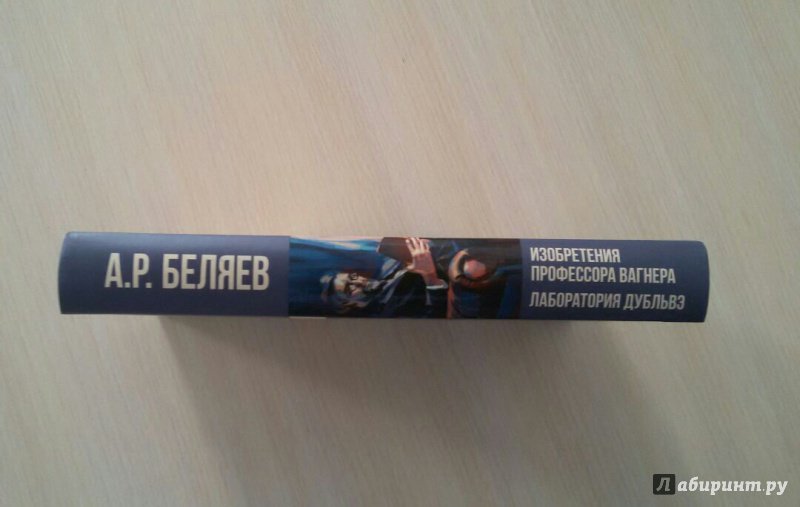 А.Р. БЕЛЯЕВ
ИЗОБРЕТЕНИЯ
ПРОФЕССОРА ВАГНЕРА
ЛАБОРАТОРИЯ ДУБЛЬВЭ
Лабиринт.ру